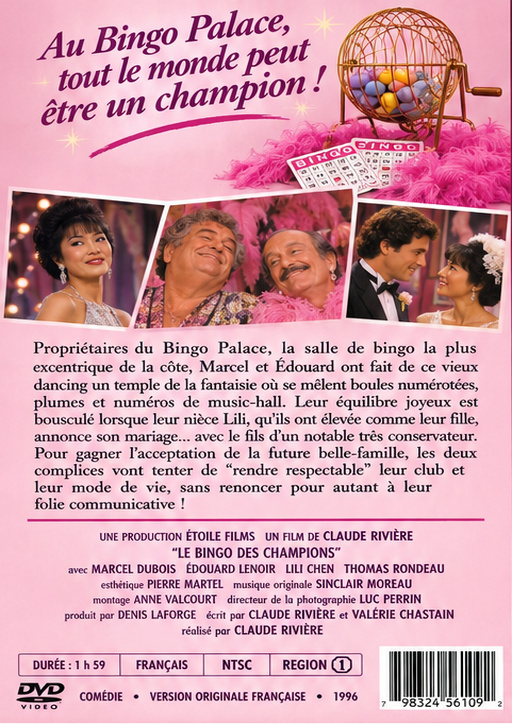 Au Bingo Palace,
tout le monde peut
être un champion !
BINGO
BINGO
Propriétaires du Bingo Palace, la salle de bingo la plus
excentrique de la côte, Marcel et Édouard ont fait de ce vieux
dancing un temple de la fantaisie où se mêlent boules numérotées,
plumes et numéros de music-hall. Leur équilibre joyeux est
bousculé lorsque leur nièce Lili, qu'ils ont élevée comme leur fille,
annonce son mariage... avec le fils d'un notable très conservateur.
Pour gagner l'acceptation de la future belle-famille, les deux
complices vont tenter de “rendre respectable” leur club et
leur mode de vie, sans renoncer pour autant à leur
folie communicative !
UNE PRODUCTION ÉTOILE FILMS UN FILM DE CLAUDE RIVIÈRE
“LE BINGO DES CHAMPIONS”
avec MARCEL DUBOIS ÉDOUARD LENOIR LILI CHEN THOMAS RONDEAU
esthétique PIERRE MARTEL musique originale SINCLAIR MOREAU
montage ANNE VALCOURT directeur de la photographie LUC PERRIN
produit par DENIS LAFORGE écrit par CLAUDE RIVIÈRE et VALÉRIE CHASTAIN
réalisé par CLAUDE RIVIÈRE
DURÉE : 1 h 59 FRANÇAIS NTSC REGION 1
DVD
VIDEO
COMÉDIE • VERSION ORIGINALE FRANÇAISE • 1996
7 98324 56109 2